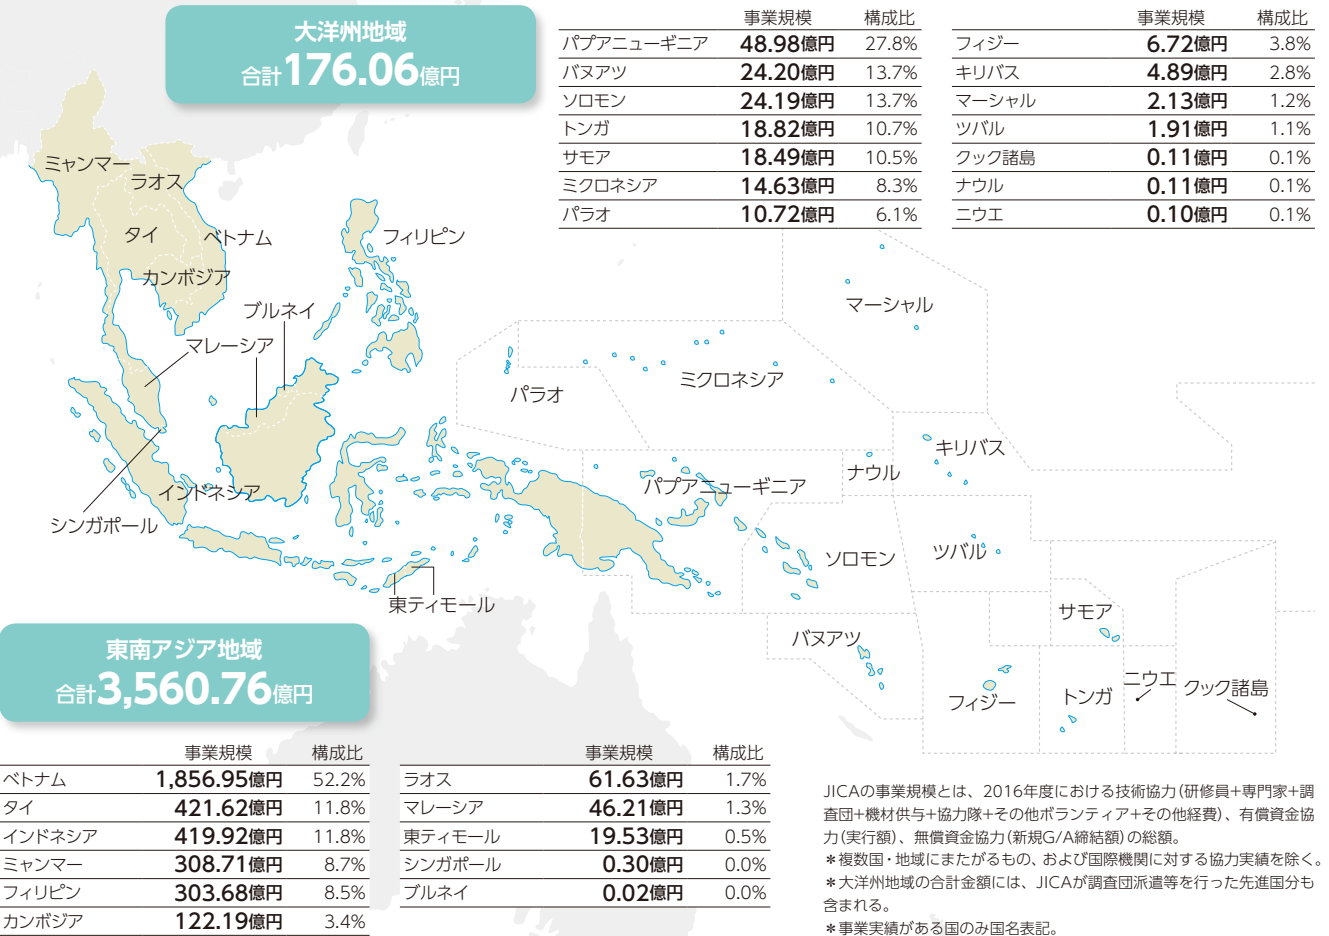 大洋州地域
合計176.06億円
事業規模 構成比
パプアニューギニア 48.98億円 27.8%
バヌアツ 24.20億円 13.7%
ソロモン 24.19億円 13.7%
トンガ 18.82億円 10.7%
サモア 18.49億円 10.5%
ミクロネシア 14.63億円 8.3%
パラオ 10.72億円 6.1%
事業規模 構成比
フィジー 6.72億円 3.8%
キリバス 4.89億円 2.8%
マーシャル 2.13億円 1.2%
ツバル 1.91億円 1.1%
クック諸島 0.11億円 0.1%
ナウル 0.11億円 0.1%
ニウエ 0.10億円 0.1%
ミャンマー
ラオス
タイ
ベトナム
カンボジア
フィリピン
ブルネイ
マレーシア
インドネシア
シンガポール
東ティモール
マーシャル
ミクロネシア
パラオ
キリバス
ナウル
パプアニューギニア
ソロモン
ツバル
サモア
バヌアツ
フィジー
トンガ
ニウエ
クック諸島
東南アジア地域
合計3,560.76億円
事業規模 構成比
ベトナム 1,856.95億円 52.2%
タイ 421.62億円 11.8%
インドネシア 419.92億円 11.8%
ミャンマー 308.71億円 8.7%
フィリピン 303.68億円 8.5%
カンボジア 122.19億円 3.4%
事業規模 構成比
ラオス 61.63億円 1.7%
マレーシア 46.21億円 1.3%
東ティモール 19.53億円 0.5%
シンガポール 0.30億円 0.0%
ブルネイ 0.02億円 0.0%
JICAの事業規模とは、2016年度における技術協力(研修員+専門家+調
査団+機材供与+協力隊+その他ボランティア+その他経費)、有償資金協
力(実行額)、無償資金協力(新規G/A締結額)の総額。
＊複数国・地域にまたがるもの、および国際機関に対する協力実績を除く。
＊大洋州地域の合計金額には、JICAが調査団派遣等を行った先進国分も
含まれる。
＊事業実績がある国のみ国名表記。